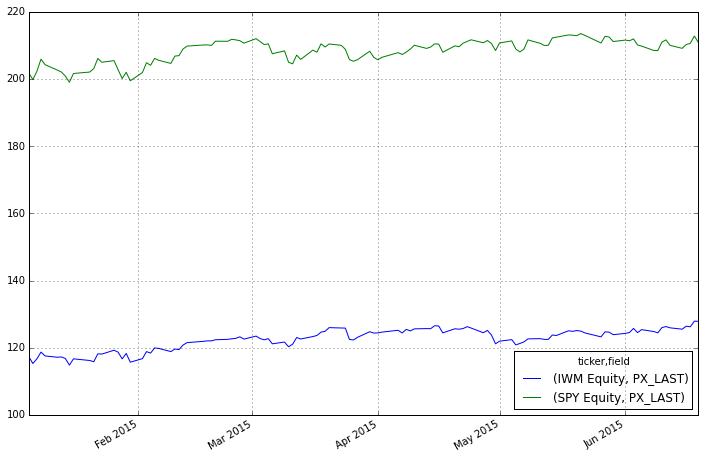 220
200
180
160
140
120
100
Feb 2015
Mar 2015
Apr 2015
May 2015
Jun 2015
ticker,field
(IWM Equity, PX_LAST)
(SPY Equity, PX_LAST)